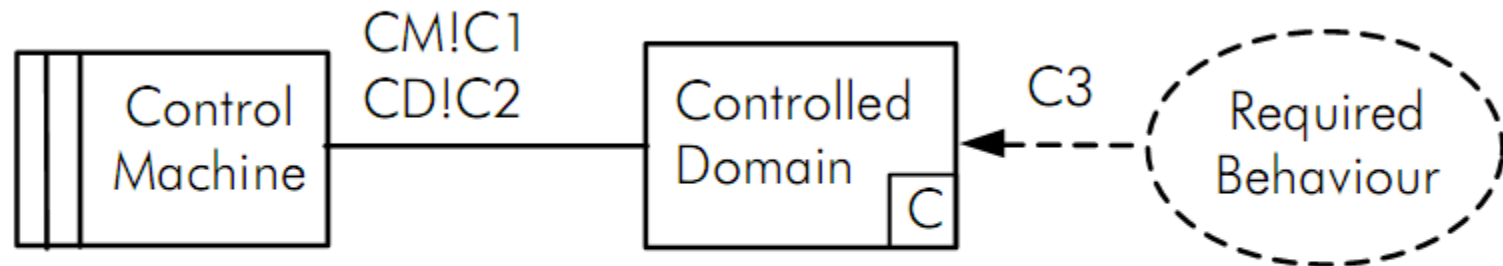 Control
Machine
CM!C1
CD!C2
Controlled
Domain
C
C3
Required
Behaviour